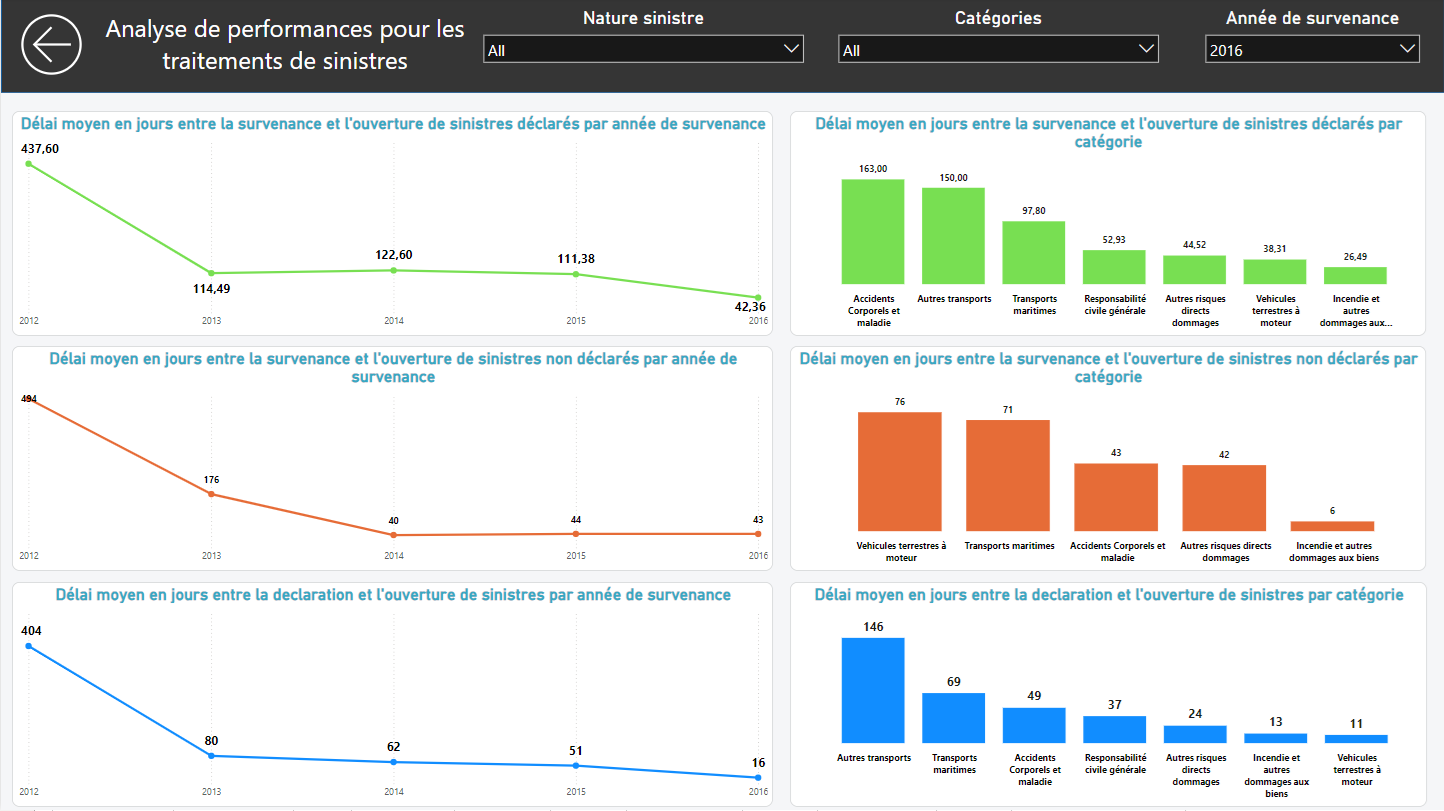 Analyse de performances pour les
traitements de sinistres
Nature sinistre
All
Catégories
All
Année de survenance
2016
Délai moyen en jours entre la survenance et l'ouverture de sinistres déclarés par année de survenance
437,60
114,49
122,60
111,38
42,36
2012
2013
2014
2015
2016
Délai moyen en jours entre la survenance et l'ouverture de sinistres déclarés par
catégorie
163,00
150,00
97,80
52,93
44,52
38,31
26,49
Accidents
Corporels et
maladie
Autres transports
Transports
maritimes
Responsabilité
civile générale
Autres risques
directs
dommages
Vehicules
terrestres à
moteur
Incendie et
autres
dommages aux...
Délai moyen en jours entre la survenance et l'ouverture de sinistres non déclarés par année de
survenance
494
176
40
44
43
2012
2013
2014
2015
2016
Délai moyen en jours entre la survenance et l'ouverture de sinistres non déclarés par
catégorie
76
71
43
42
6
Vehicules terrestres à
moteur
Transports maritimes
Accidents Corporels et
maladie
Autres risques directs
dommages
Incendie et autres
dommages aux biens
Délai moyen en jours entre la declaration et l'ouverture de sinistres par année de survenance
404
80
62
51
16
2012
2013
2014
2015
2016
Délai moyen en jours entre la declaration et l'ouverture de sinistres par catégorie
146
69
49
37
24
13
11
Autres transports
Transports
maritimes
Accidents
Corporels et
maladie
Responsabilité
civile générale
Autres risques
directs
dommages
Incendie et
autres
dommages aux
biens
Vehicules
terrestres à
moteur